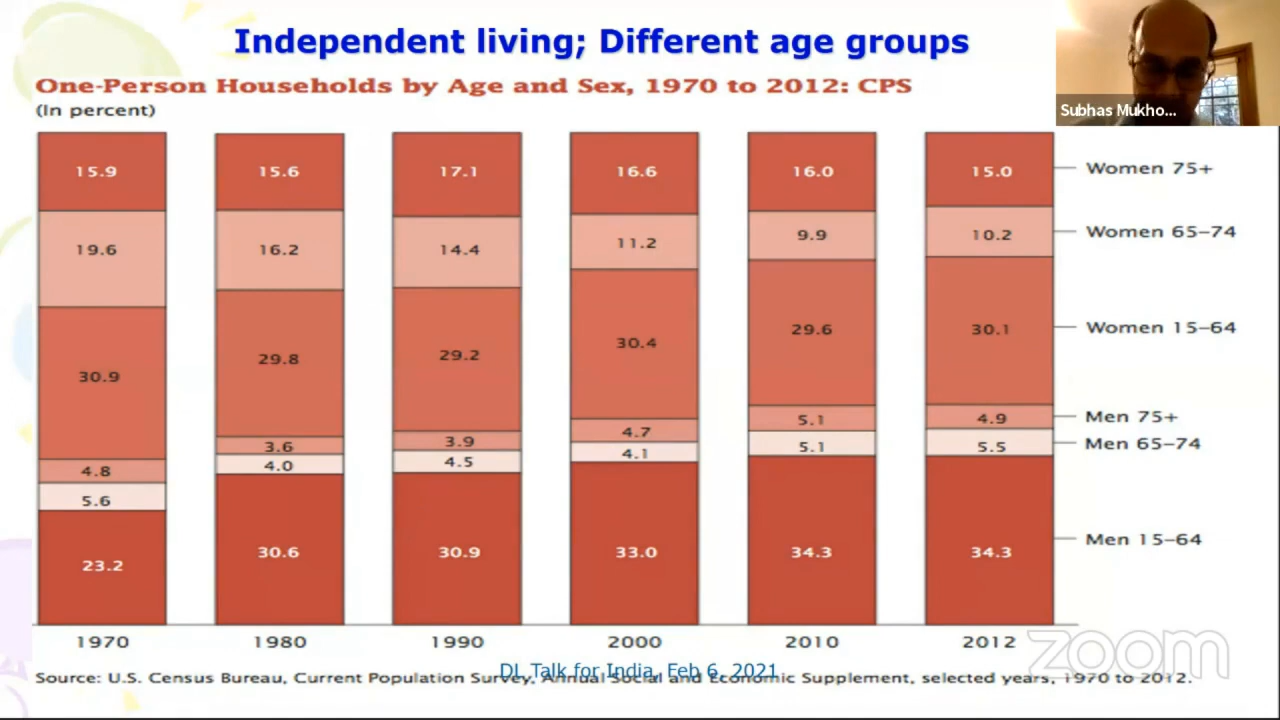 Independent living; Different age groups
One-Person Households by Age and Sex, 1970 to 2012: CPS
(In percent)
Subhas Mukho...
15.9 15.6 17.1 16.6 16.0 15.0 Women 75+
19.6 16.2 14.4 11.2 9.9 10.2 Women 65–74
30.9 29.8 29.2 30.4 29.6 30.1 Women 15–64
4.8 3.6 3.9 4.7 5.1 4.9 Men 75+
5.6 4.0 4.5 4.1 5.1 5.5 Men 65–74
23.2 30.6 30.9 33.0 34.3 34.3 Men 15–64
1970 1980 1990 2000 2010 2012
zoom
DL Talk for India, Feb 6, 2021
Source: U.S. Census Bureau, Current Population Survey, Annual Social and Economic Supplement, selected years, 1970 to 2012.